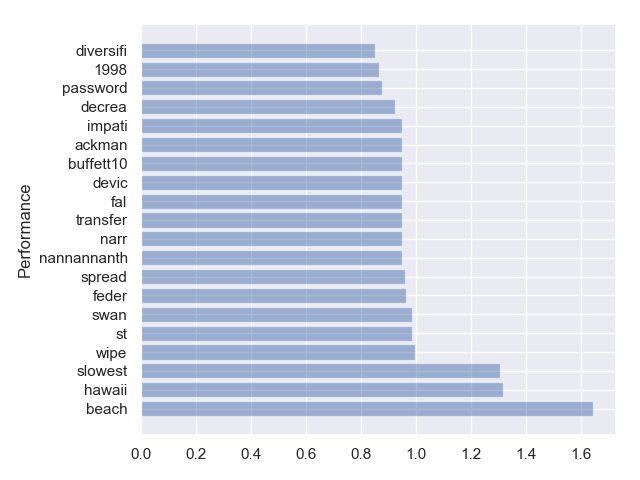 diversifi
1998
password
decrea
impati
ackman
buffett10
devic
fal
transfer
narr
nannannanth
spread
feder
swan
st
wipe
slowest
hawaii
beach
Performance
0.0 0.2 0.4 0.6 0.8 1.0 1.2 1.4 1.6